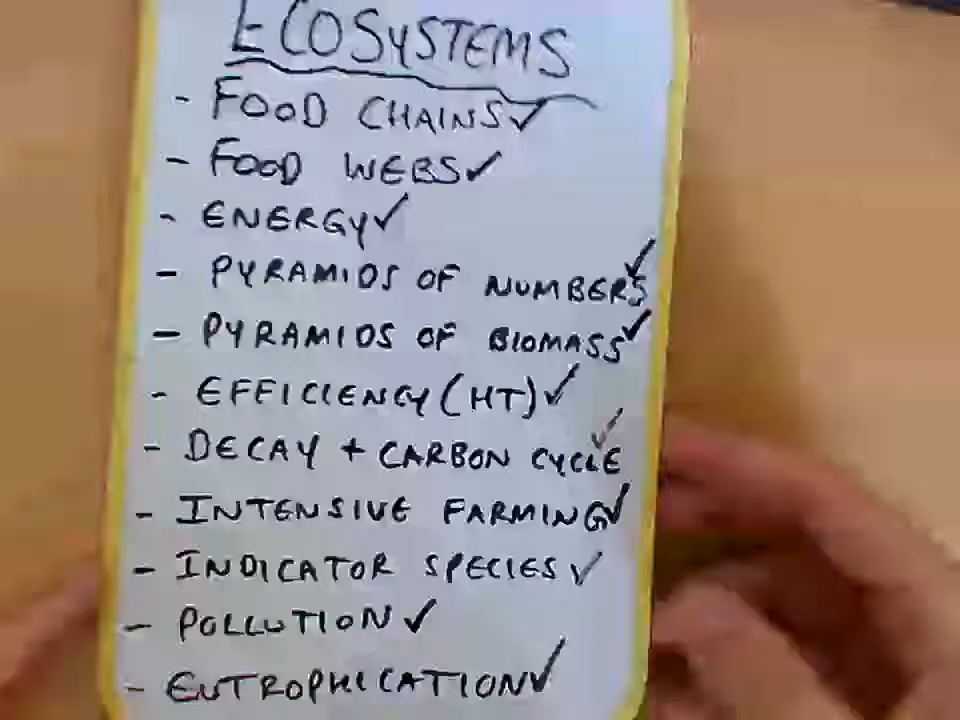 ECOSYSTEMS
- FOOD CHAINS ✓
- FOOD WEBS ✓
- ENERGY ✓
- PYRAMIDS OF NUMBERS ✓
- PYRAMIDS OF BIOMASS ✓
- EFFICIENCY (HT) ✓
- DECAY + CARBON CYCLE ✓
- INTENSIVE FARMING ✓
- INDICATOR SPECIES ✓
- POLLUTION ✓
- EUTROPHICATION ✓